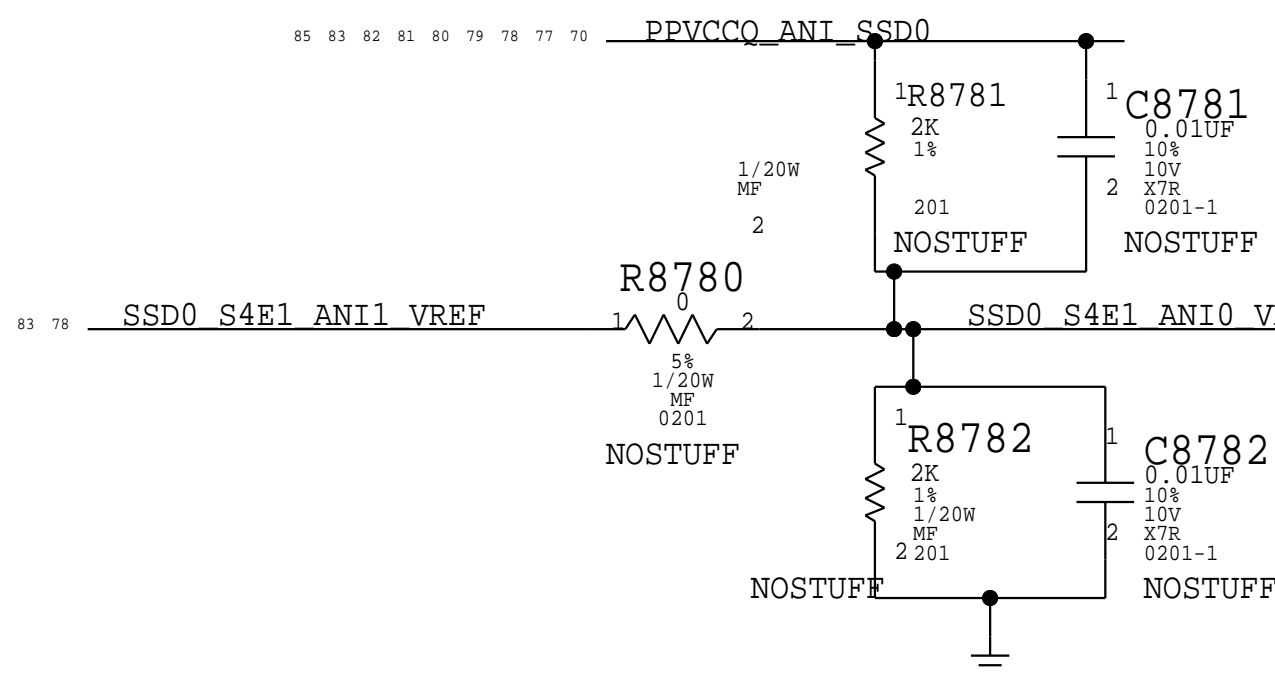 85 83 82 81 80 79 78 77 70 PPVCCQ_ANI_SSD0
1 R8781
2K
1%
1/20W
MF
201
2
NOSTUFF
1 C8781
0.01UF
10%
10V
2 X7R
0201-1
NOSTUFF
83 78 SSD0_S4E1_ANI1_VREF
R8780
0
1 2
5%
1/20W
MF
0201
NOSTUFF
SSD0_S4E1_ANI0_V
1 R8782
2K
1%
1/20W
MF
2 201
NOSTUFF
1 C8782
0.01UF
10%
10V
2 X7R
0201-1
NOSTUFF